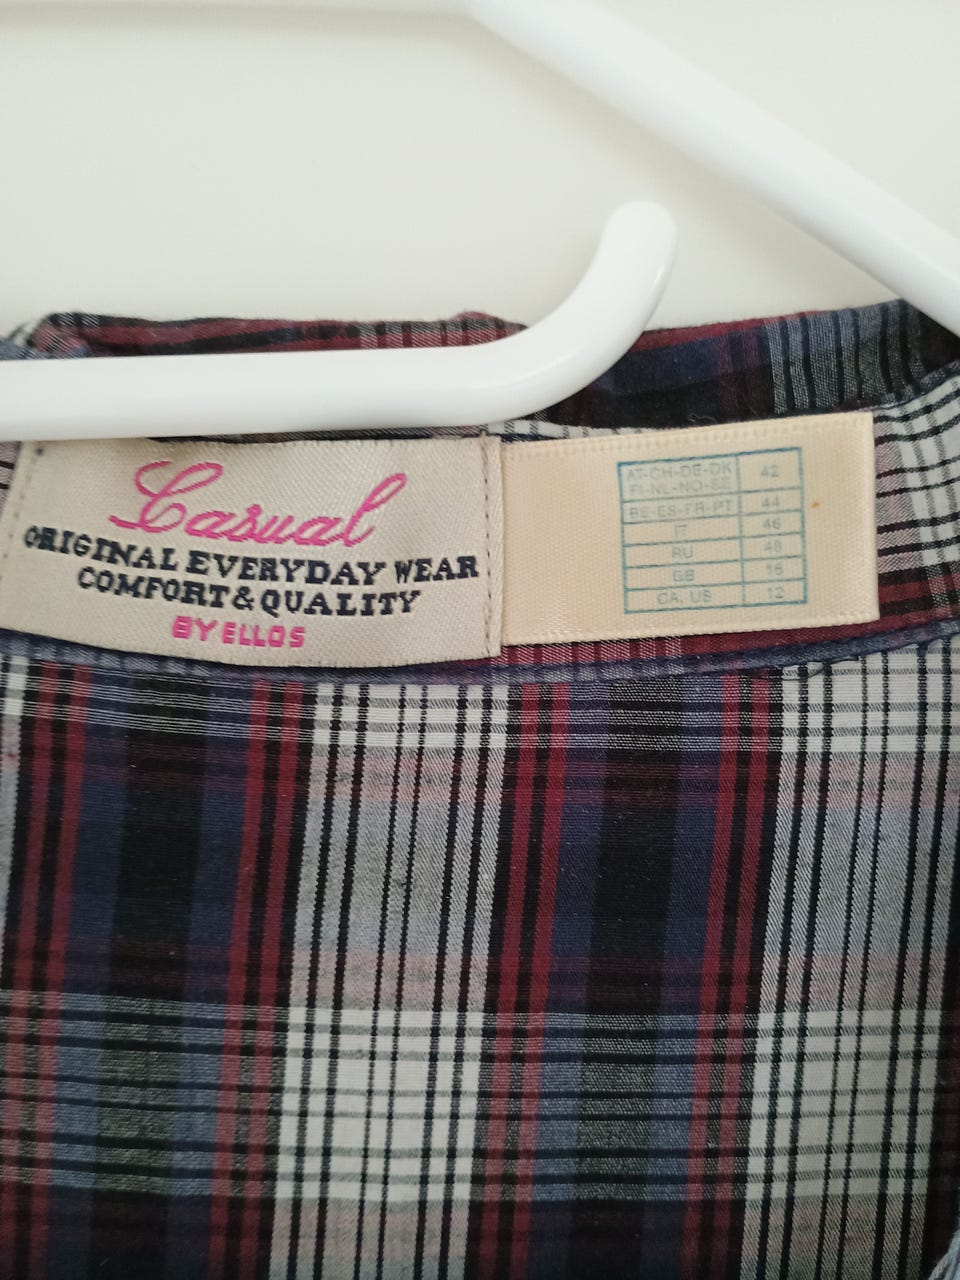 Casual
ORIGINAL EVERYDAY WEAR
COMFORT & QUALITY
BY ELLOS
AT-CH-DE-DK
FI-NL-NO-SE 42
BE-ES-FR-PT 44
IT 46
RU 48
GB 16
CA, US 12